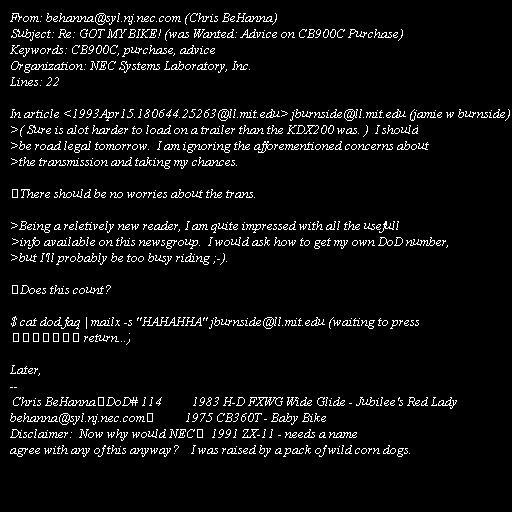 From: behanna@syl.nj.nec.com (Chris BeHanna)
Subject: Re: GOT MY BIKE! (was Wanted: Advice on CB900C Purchase)
Keywords: CB900C, purchase, advice
Organization: NEC Systems Laboratory, Inc.
Lines: 22

In article <1993Apr15.180644.25263@ll.mit.edu> jburnside@ll.mit.edu (jamie w burnside)
>( Sure is alot harder to load on a trailer than the KDX200 was. )  I should
>be road legal tomorrow.  I am ignoring the afforementioned concerns about
>the transmission and taking my chances.

▯There should be no worries about the trans.

>Being a reletively new reader, I am quite impressed with all the usefull
>info available on this newsgroup.  I would ask how to get my own DoD number,
>but I'll probably be too busy riding ;-).

▯Does this count?

$ cat dod.faq | mailx -s "HAHAHHA" jburnside@ll.mit.edu (waiting to press
▯▯▯▯▯▯▯ return...);

Later,
--
Chris BeHanna▯DoD# 114         1983 H-D FXWG Wide Glide - Jubilee's Red Lady
behanna@syl.nj.nec.com▯         1975 CB360T - Baby Bike
Disclaimer:  Now why would NEC▯  1991 ZX-11 - needs a name
agree with any of this anyway?    I was raised by a pack of wild corn dogs.